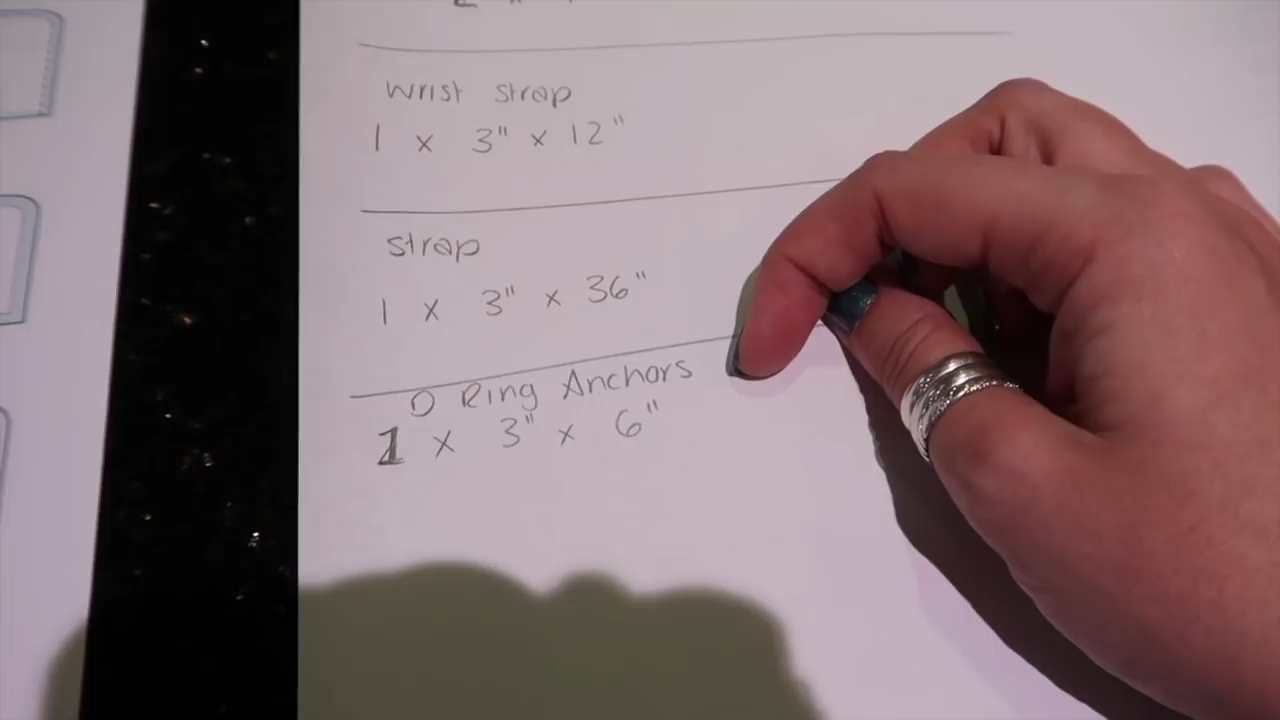 Wrist strap
1 x 3" x 12"
strap
1 x 3" x 36"
D Ring Anchors
1 x 3" x 6"